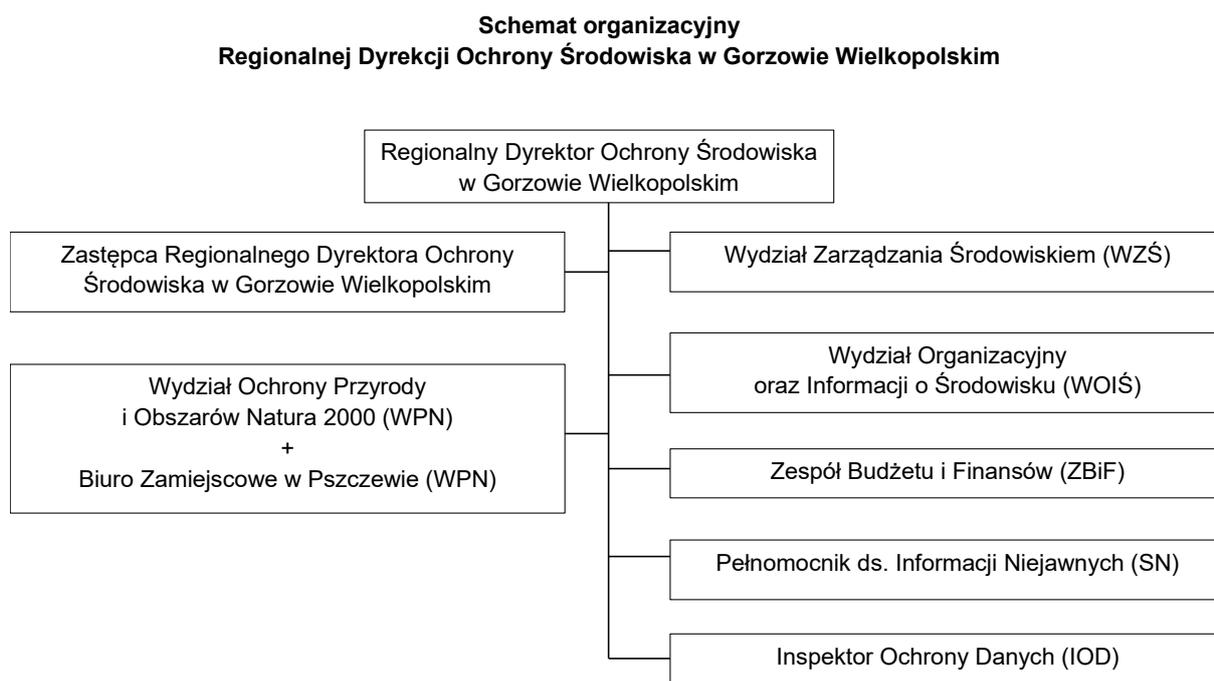 Schemat organizacyjny
Regionalnej Dyrekcji Ochrony Środowiska w Gorzowie Wielkopolskim
Regionalny Dyrektor Ochrony Środowiska
w Gorzowie Wielkopolskim
Zastępca Regionalnego Dyrektora Ochrony
Środowiska w Gorzowie Wielkopolskim
Wydział Ochrony Przyrody
i Obszarów Natura 2000 (WPN)
+
Biuro Zamiejscowe w Pszczewie (WPN)
Wydział Zarządzania Środowiskiem (WZŚ)
Wydział Organizacyjny
oraz Informacji o Środowisku (WOIŚ)
Zespół Budżetu i Finansów (ZBiF)
Pełnomocnik ds. Informacji Niejawnych (SN)
Inspektor Ochrony Danych (IOD)